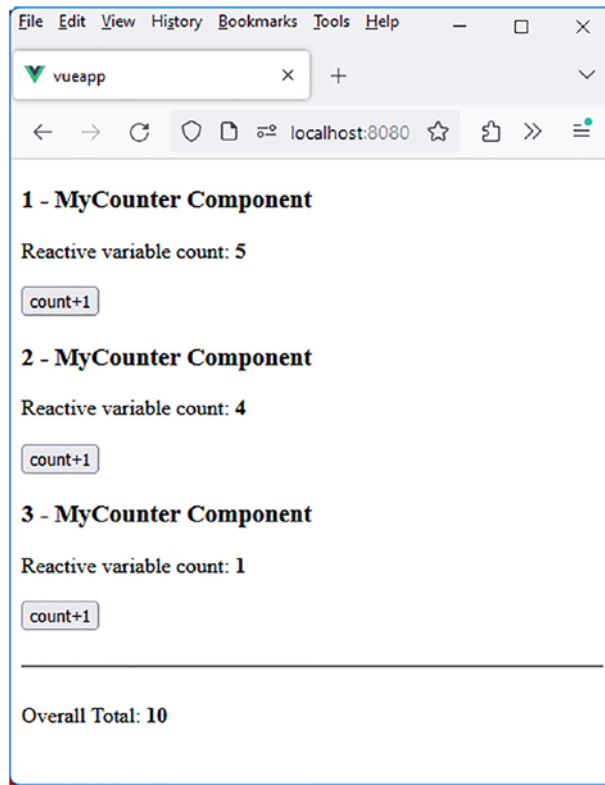 File Edit View History Bookmarks Tools Help
vueapp
localhost:8080
1 - MyCounter Component
Reactive variable count: 5
count+1
2 - MyCounter Component
Reactive variable count: 4
count+1
3 - MyCounter Component
Reactive variable count: 1
count+1
Overall Total: 10